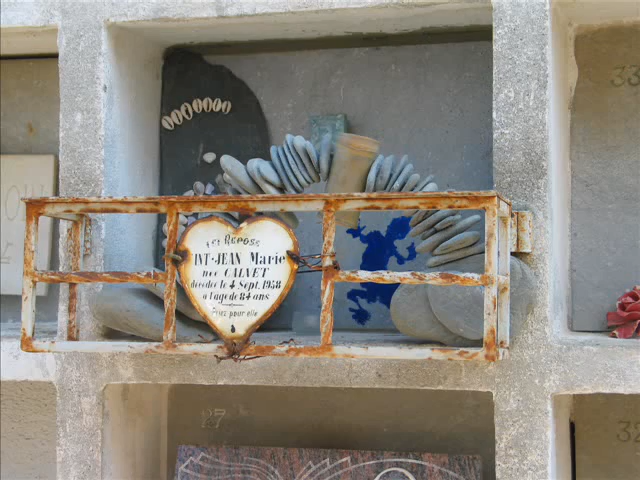 ici Repose
INT-JEAN Marie
née CALVET
décédée le 4 Sept. 1958
a l'age de 84 ans
Priez pour elle
33
27
32